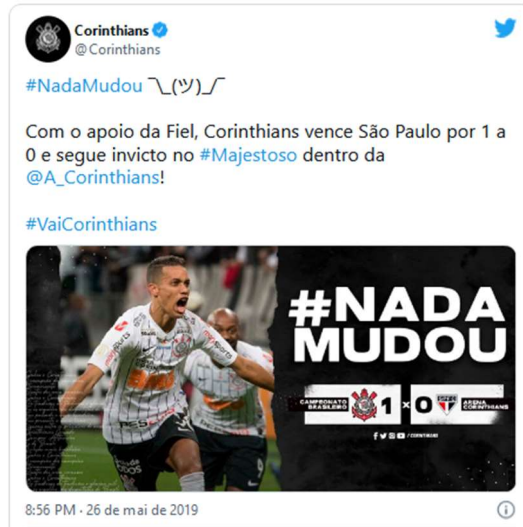 Corinthians
@Corinthians
#NadaMudou ¯\_(ツ)_/¯
Com o apoio da Fiel, Corinthians vence São Paulo por 1 a
0 e segue invicto no #Majestoso dentro da
@A_Corinthians!
#VaiCorinthians
#NADA
MUDOU
CAMPEONATO
BRASILEIRO
1 x 0
ARENA
CORINTHIANS
/CORINTHIANS
8:56 PM · 26 de mai de 2019